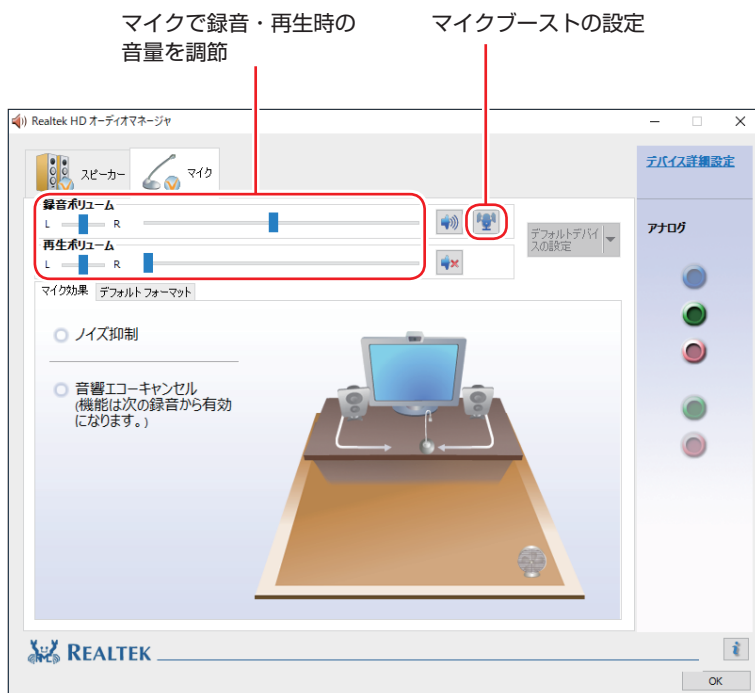 マイクで録音・再生時の
音量を調節
マイクブーストの設定
Realtek HD オーディオマネージャ
スピーカー
マイク
デバイス詳細設定
録音ボリューム
L R
デフォルトデバイ
スの設定
アナログ
再生ボリューム
L R
マイク効果 デフォルト フォーマット
ノイズ抑制
音響エコーキャンセル
(機能は次の録音から有効
になります。)
REALTEK
OK